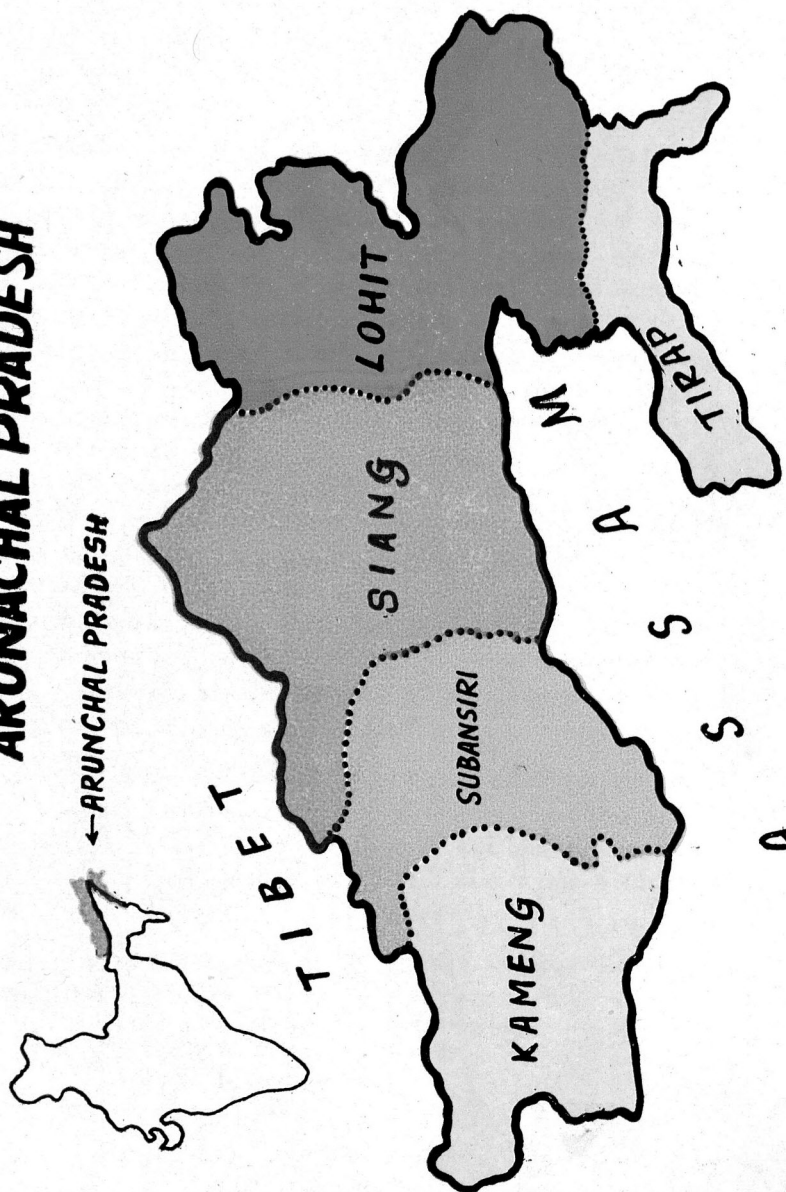 ARUNACHAL PRADESH
←ARUNCHAL PRADESH
TIBET
LOHIT
SIANG
SUBANSIRI
KAMENG
TIRAP
ASSAM